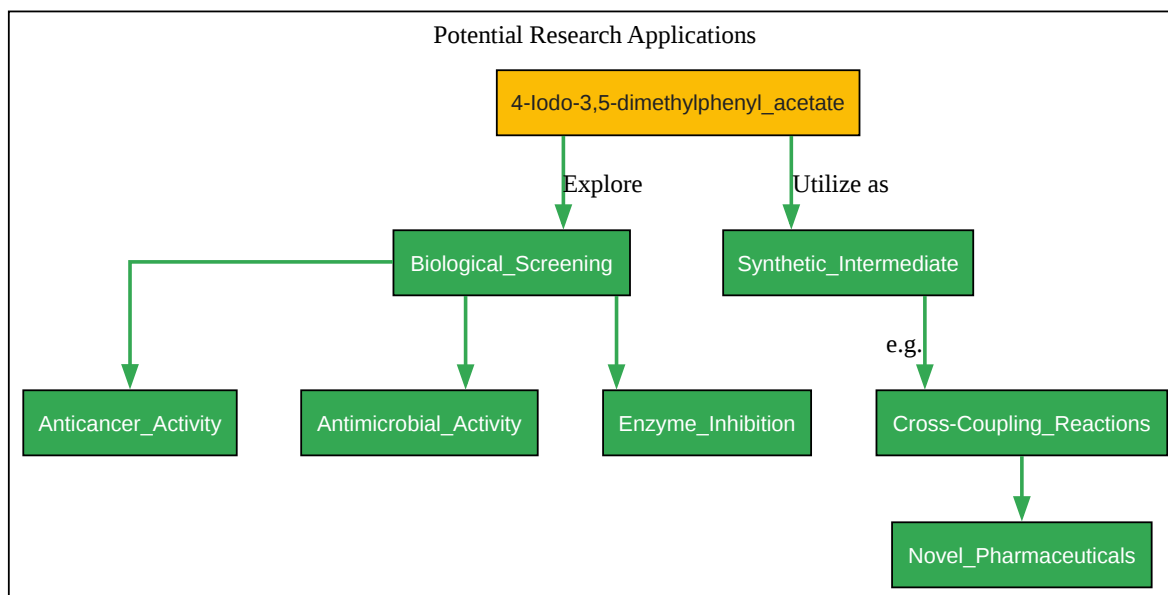 Potential Research Applications
4-Iodo-3,5-dimethylphenyl_acetate
Explore
Utilize as
Biological_Screening
Synthetic_Intermediate
e.g.
Anticancer_Activity
Antimicrobial_Activity
Enzyme_Inhibition
Cross-Coupling_Reactions
Novel_Pharmaceuticals